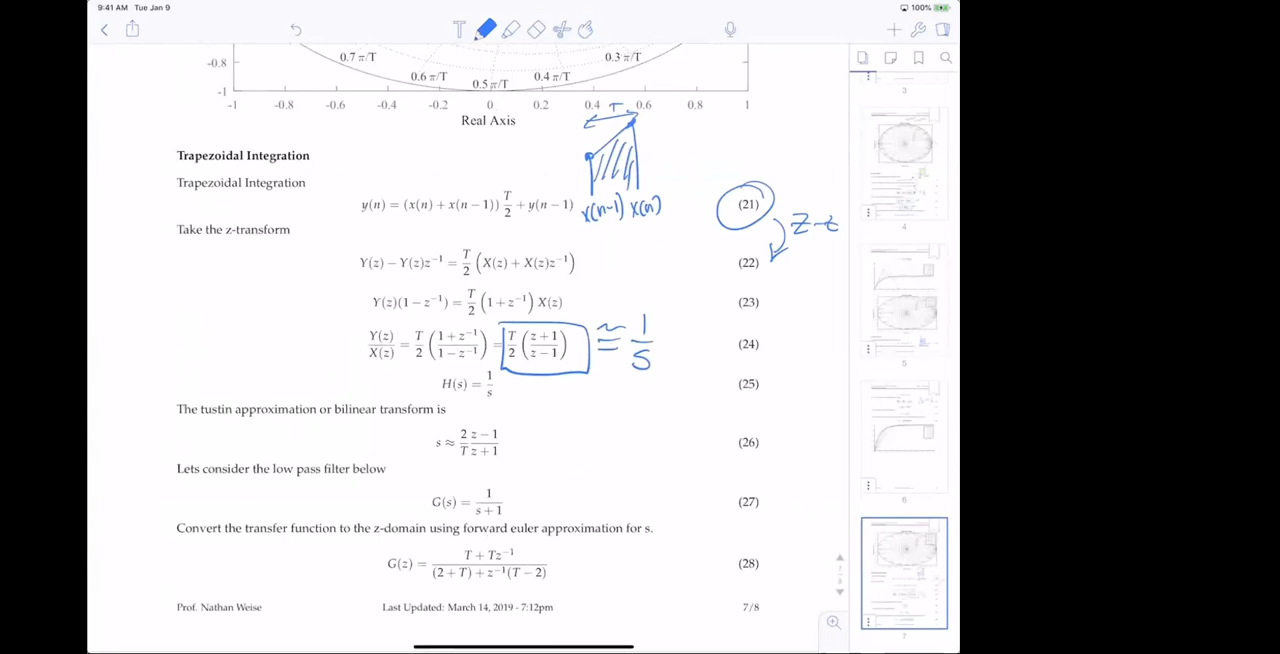 9:41 AM Tue Jan 9
100%
T
-0.8
0.7 π/T
0.3 π/T
0.6 π/T
0.4 π/T
0.5 π/T
-1
-1 -0.8 -0.6 -0.4 -0.2 0 0.2 0.4 0.6 0.8 1
T
Real Axis
3
Trapezoidal Integration
Trapezoidal Integration
y(n) = (x(n) + x(n − 1)) T/2 + y(n − 1) x(n-1) x(n) (21)
z-t
4
Take the z-transform
Y(z) − Y(z)z⁻¹ = T/2 (X(z) + X(z)z⁻¹) (22)
Y(z)(1 − z⁻¹) = T/2 (1 + z⁻¹) X(z) (23)
Y(z)/X(z) = T/2 ((1 + z⁻¹)/(1 − z⁻¹)) = T/2 ((z + 1)/(z − 1)) ≅ 1/S (24)
5
H(s) = 1/s (25)
The tustin approximation or bilinear transform is
s ≈ 2/T (z − 1)/(z + 1) (26)
Lets consider the low pass filter below
G(s) = 1/(s + 1) (27)
6
Convert the transfer function to the z-domain using forward euler approximation for s.
G(z) = (T + Tz⁻¹)/((2 + T) + z⁻¹(T − 2)) (28)
Prof. Nathan Weise Last Updated: March 14, 2019 - 7:12pm 7/8
7